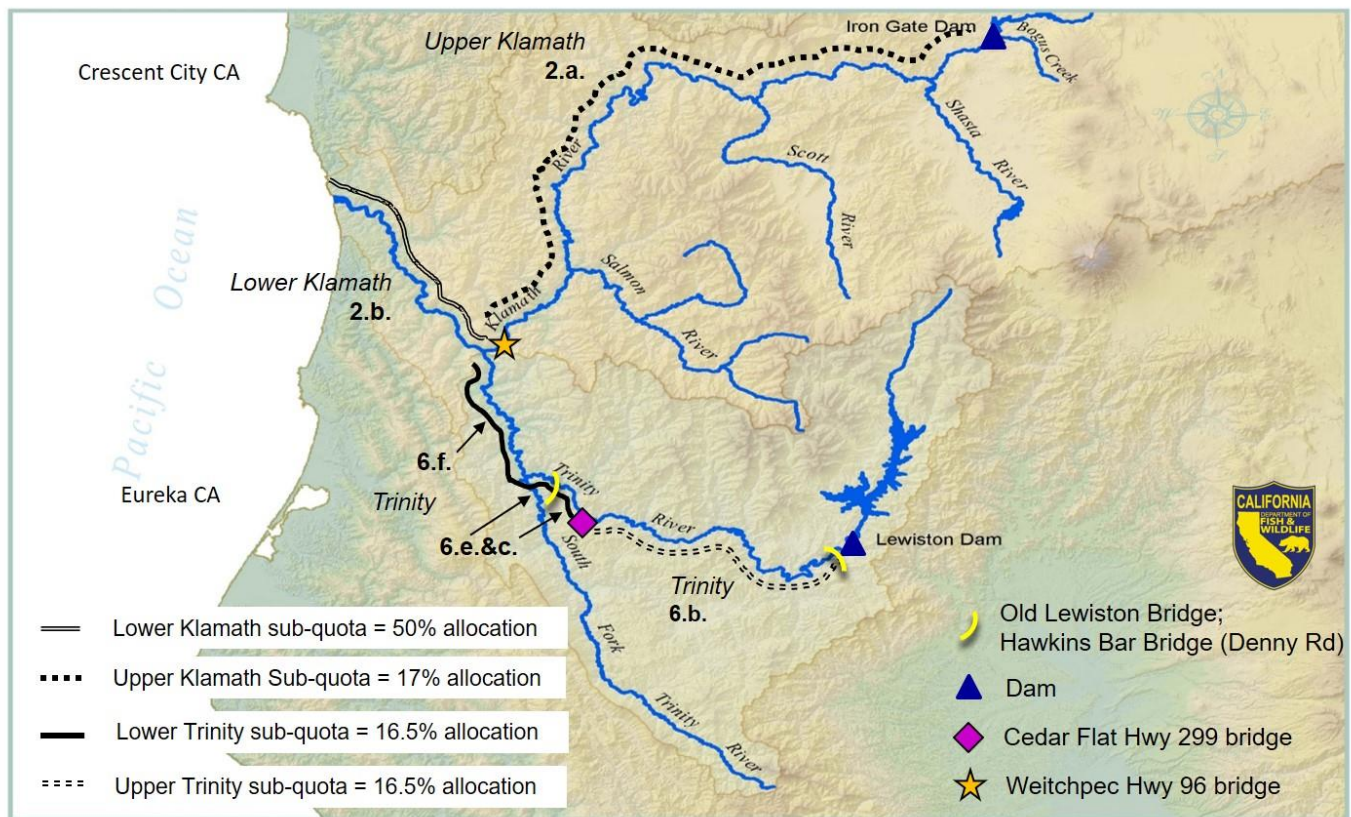 Iron Gate Dam
Bogus Creek
Upper Klamath
2.a.
Crescent City CA
Shasta
River
Scott
River
River
Pacific Ocean
Salmon
River
Lower Klamath
2.b.
Klamath
6.f.
Trinity
Eureka CA
Trinity
River
6.e.&c.
South
Fork
Trinity
River
Lewiston Dam
Trinity
6.b.
CALIFORNIA
DEPARTMENT OF
FISH &
WILDLIFE
Lower Klamath sub-quota = 50% allocation
Upper Klamath Sub-quota = 17% allocation
Lower Trinity sub-quota = 16.5% allocation
Upper Trinity sub-quota = 16.5% allocation
Old Lewiston Bridge;
Hawkins Bar Bridge (Denny Rd)
Dam
Cedar Flat Hwy 299 bridge
Weitchpec Hwy 96 bridge